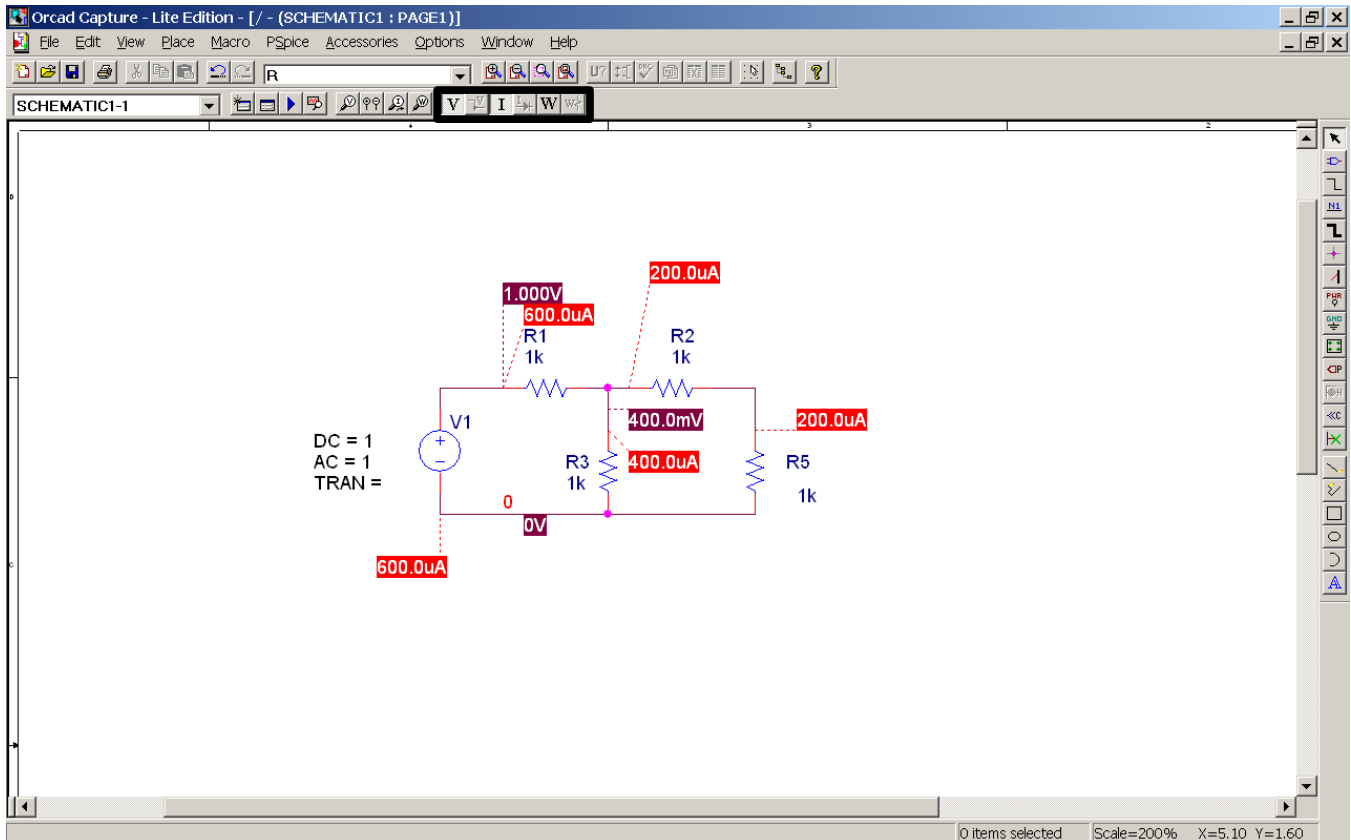 Orcad Capture - Lite Edition - [/ - (SCHEMATIC1 : PAGE1)]
File Edit View Place Macro PSpice Accessories Options Window Help
R U?
SCHEMATIC1-1 V I W
4 3 2
N1
PWR
GND
200.0uA
1.000V
600.0uA
R1 R2
1k 1k
V1 400.0mV 200.0uA
DC = 1
AC = 1 R3 400.0uA R5
TRAN = 1k 1k
0
0V
600.0uA
C
A
0 items selected Scale=200% X=5.10 Y=1.60